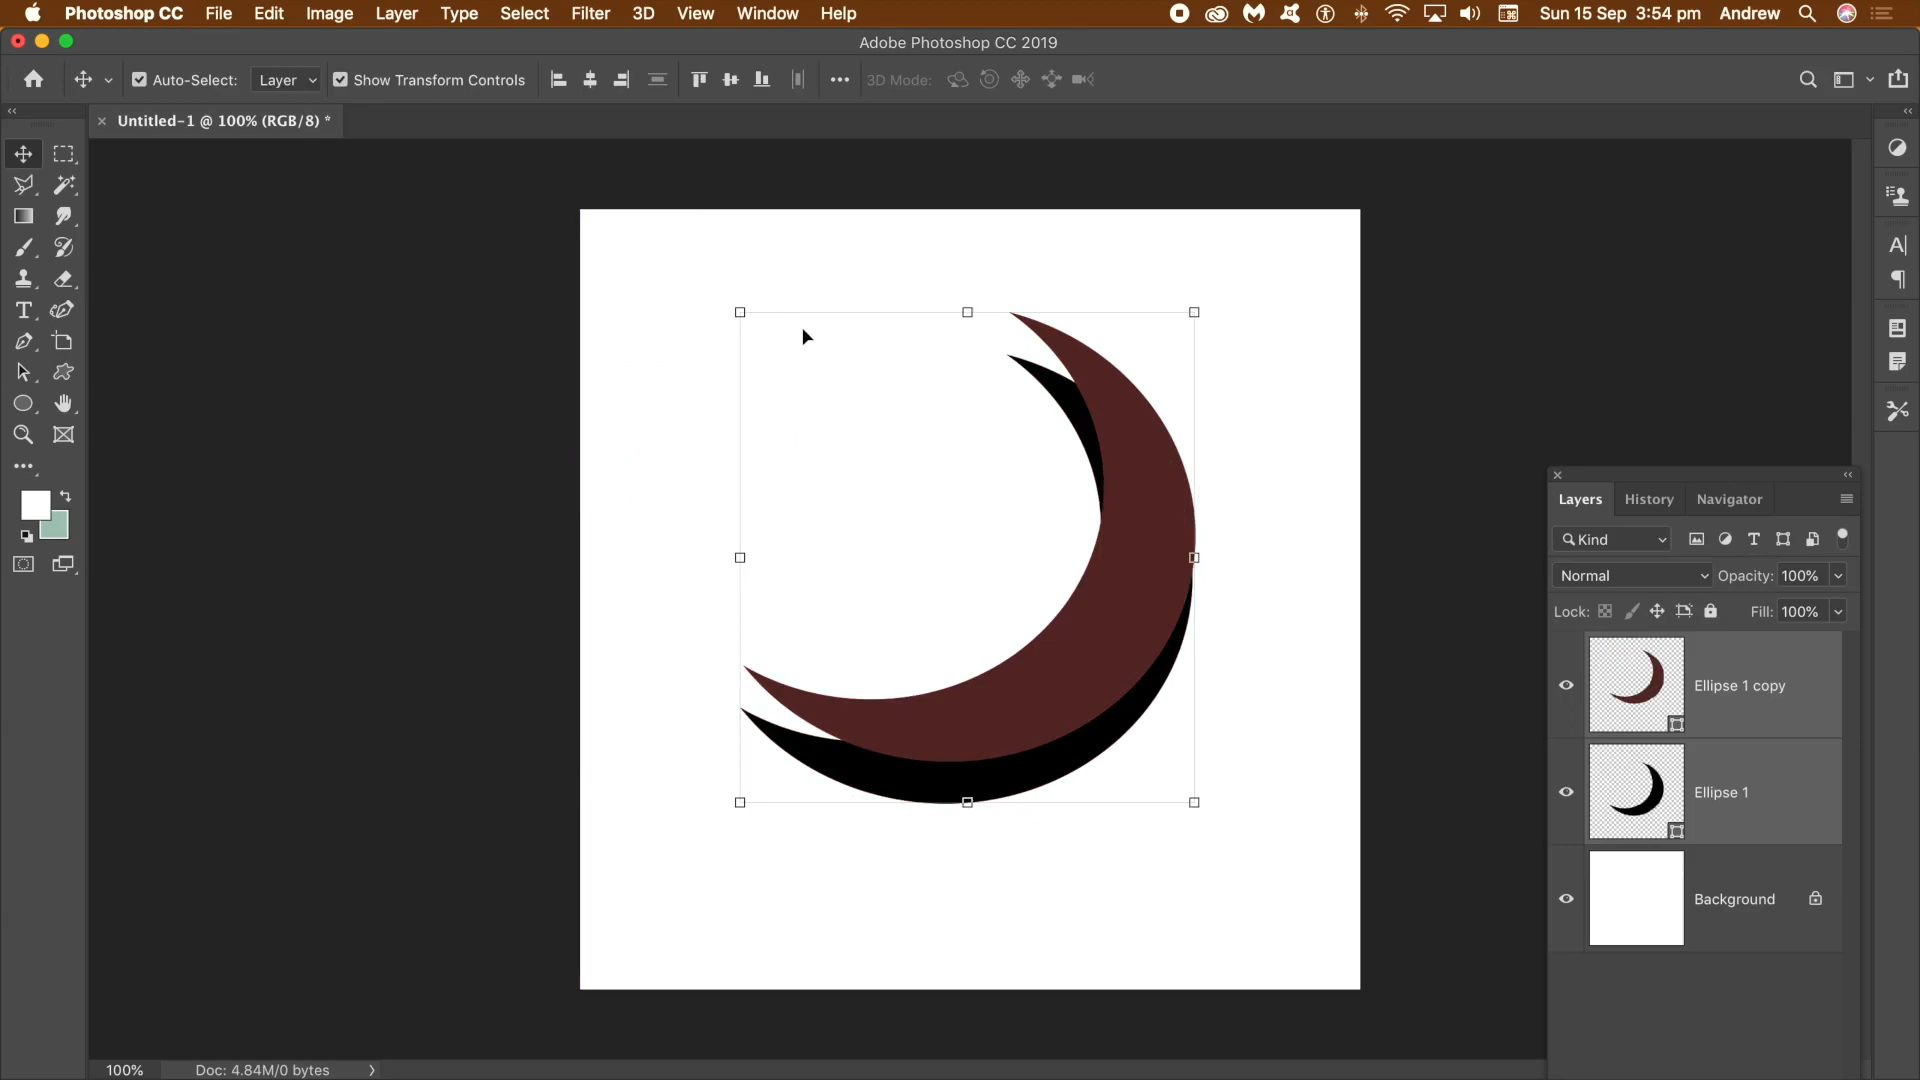 Photoshop CC File Edit Image Layer Type Select Filter 3D View Window Help Sun 15 Sep 3:54 pm Andrew
Adobe Photoshop CC 2019
Auto-Select: Layer Show Transform Controls 3D Mode:
Untitled-1 @ 100% (RGB/8) *
Layers History Navigator
Kind
Normal Opacity: 100%
Lock: Fill: 100%
Ellipse 1 copy
Ellipse 1
Background
100% Doc: 4.84M/0 bytes